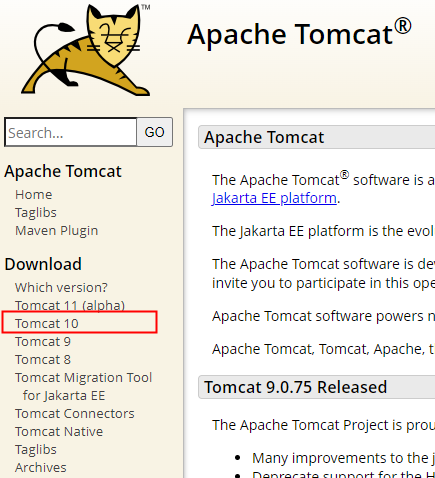 TM
Apache Tomcat®
Search...
GO
Apache Tomcat
Home
Taglibs
Maven Plugin
Download
Which version?
Tomcat 11 (alpha)
Tomcat 10
Tomcat 9
Tomcat 8
Tomcat Migration Tool
for Jakarta EE
Tomcat Connectors
Tomcat Native
Taglibs
Archives
Apache Tomcat
The Apache Tomcat® software is a
Jakarta EE platform.
The Jakarta EE platform is the evol
The Apache Tomcat software is de
invite you to participate in this ope
Apache Tomcat software powers n
Apache Tomcat, Tomcat, Apache, t
Tomcat 9.0.75 Released
The Apache Tomcat Project is prou
• Many improvements to the j
• Deprecate support for the H